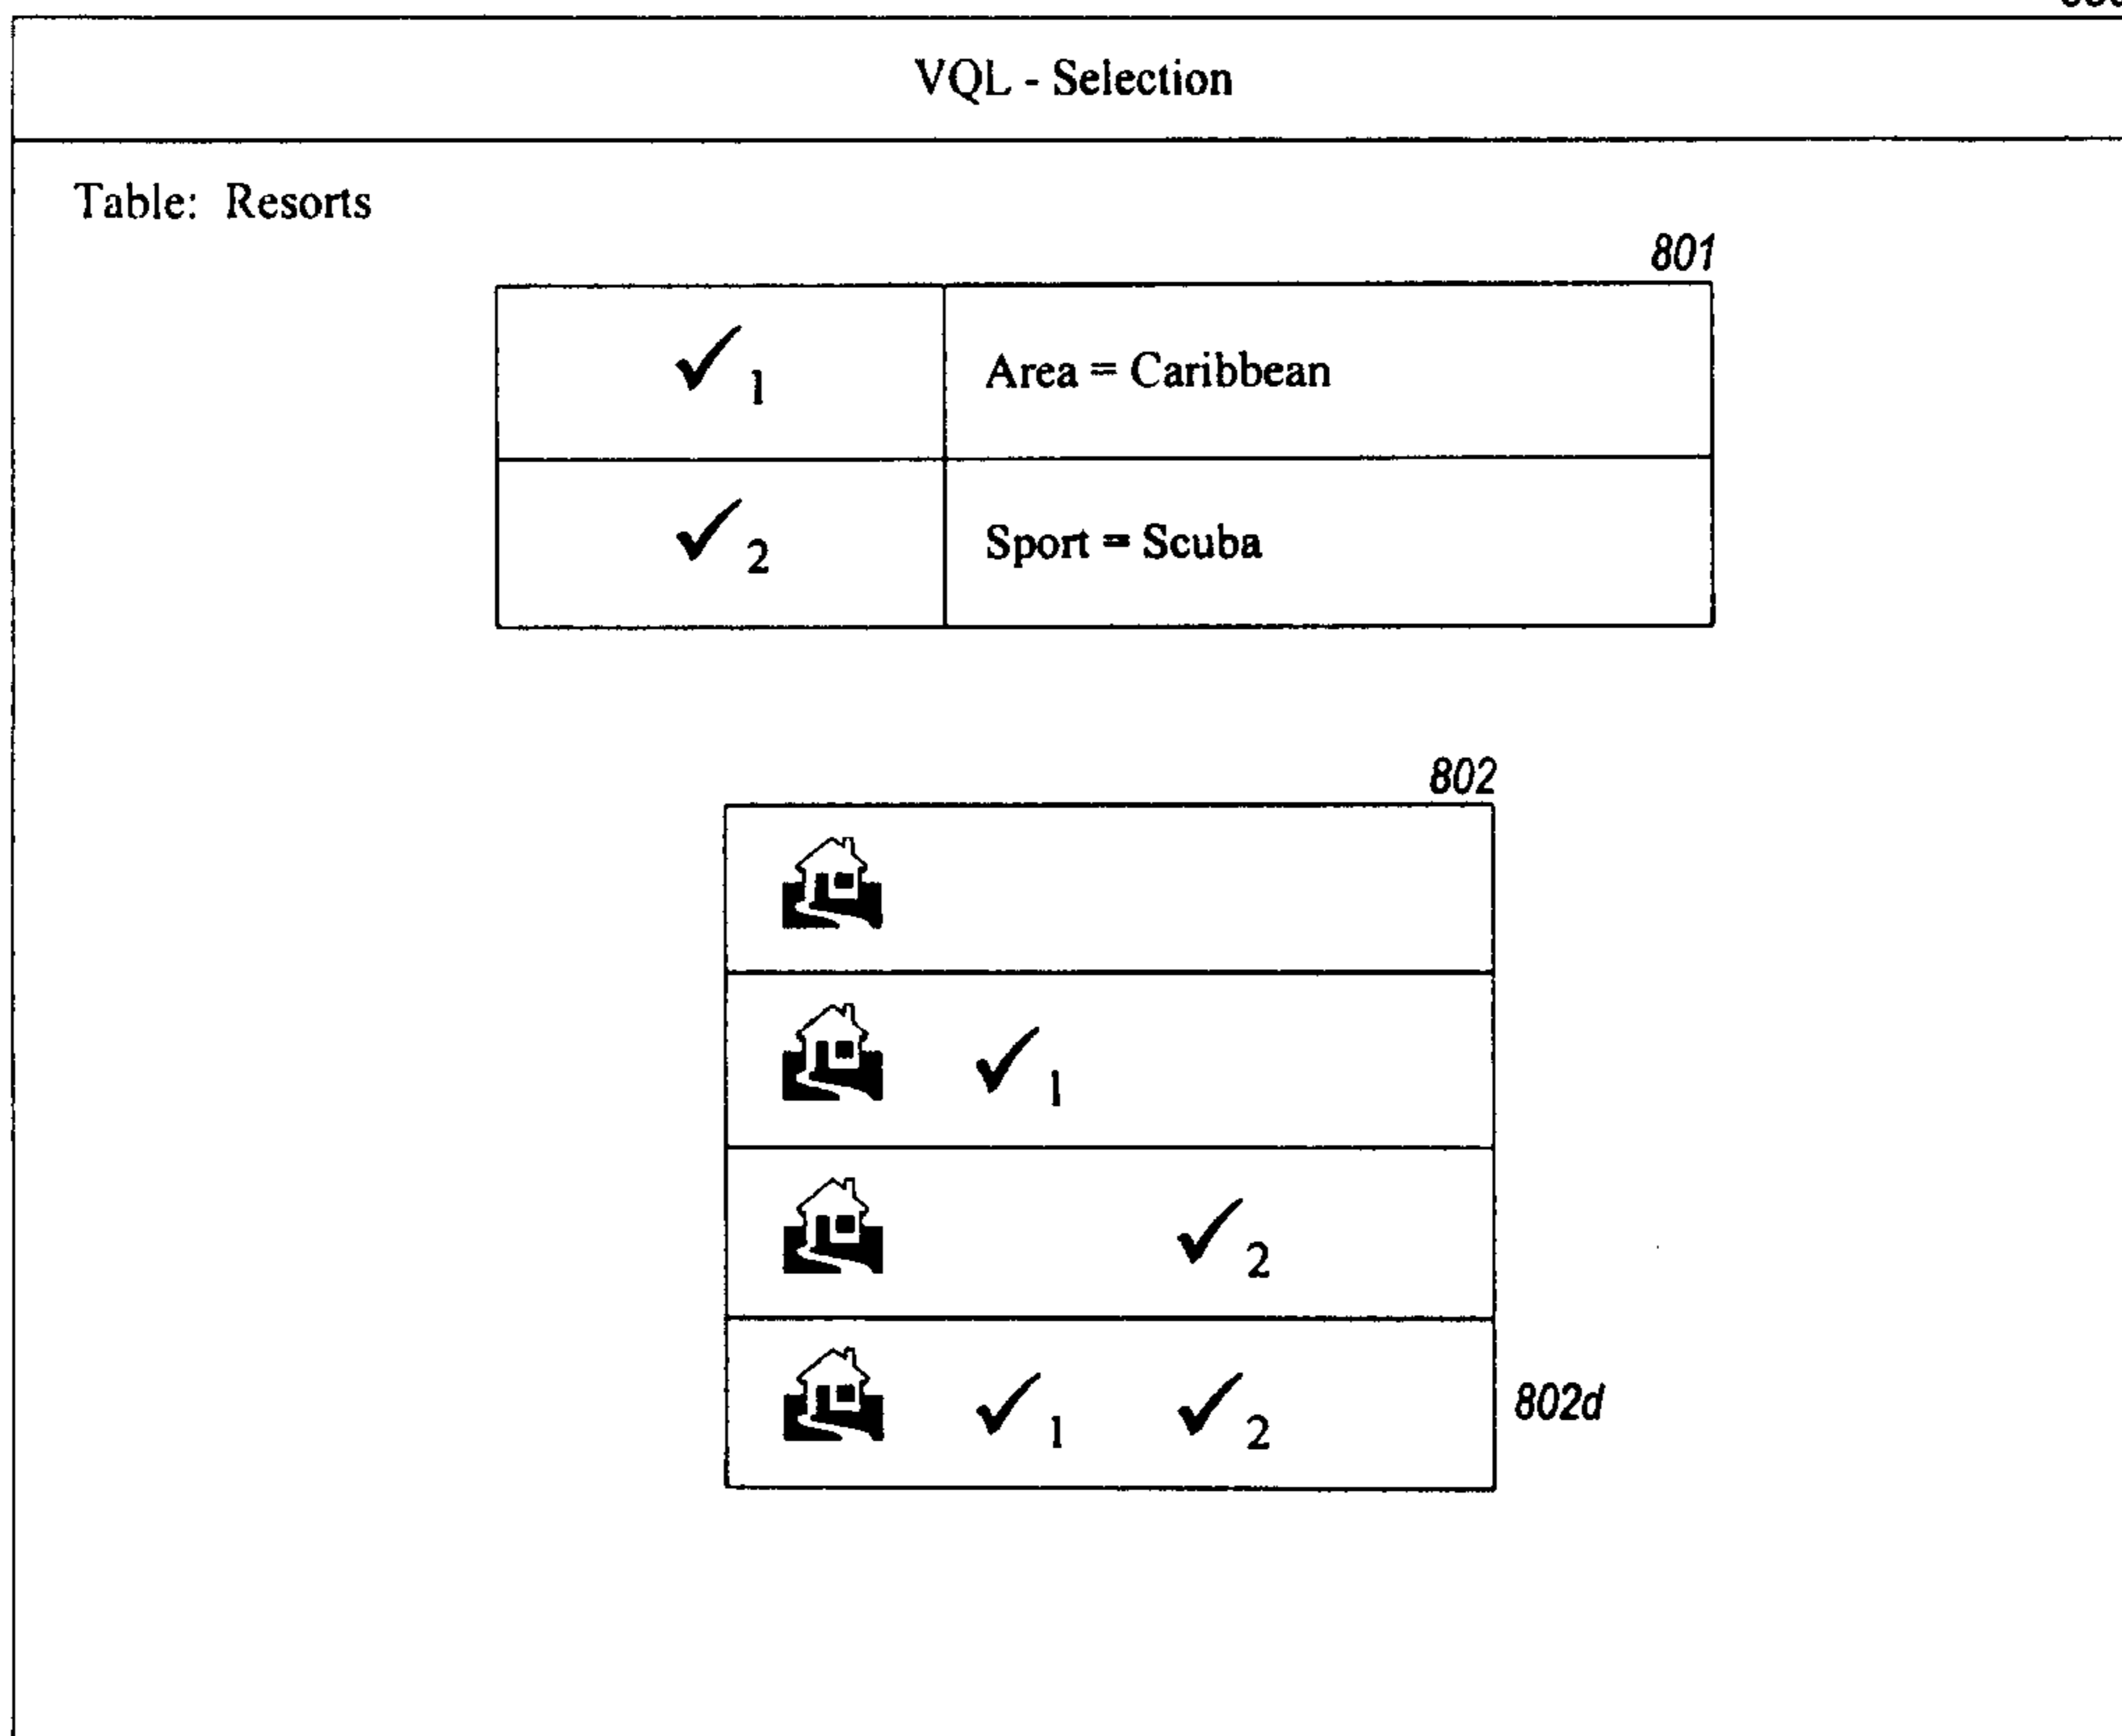 VQL - Selection
Table: Resorts
801
✓1 Area = Caribbean
✓2 Sport = Scuba
802
✓1
✓2
✓1 ✓2 802d